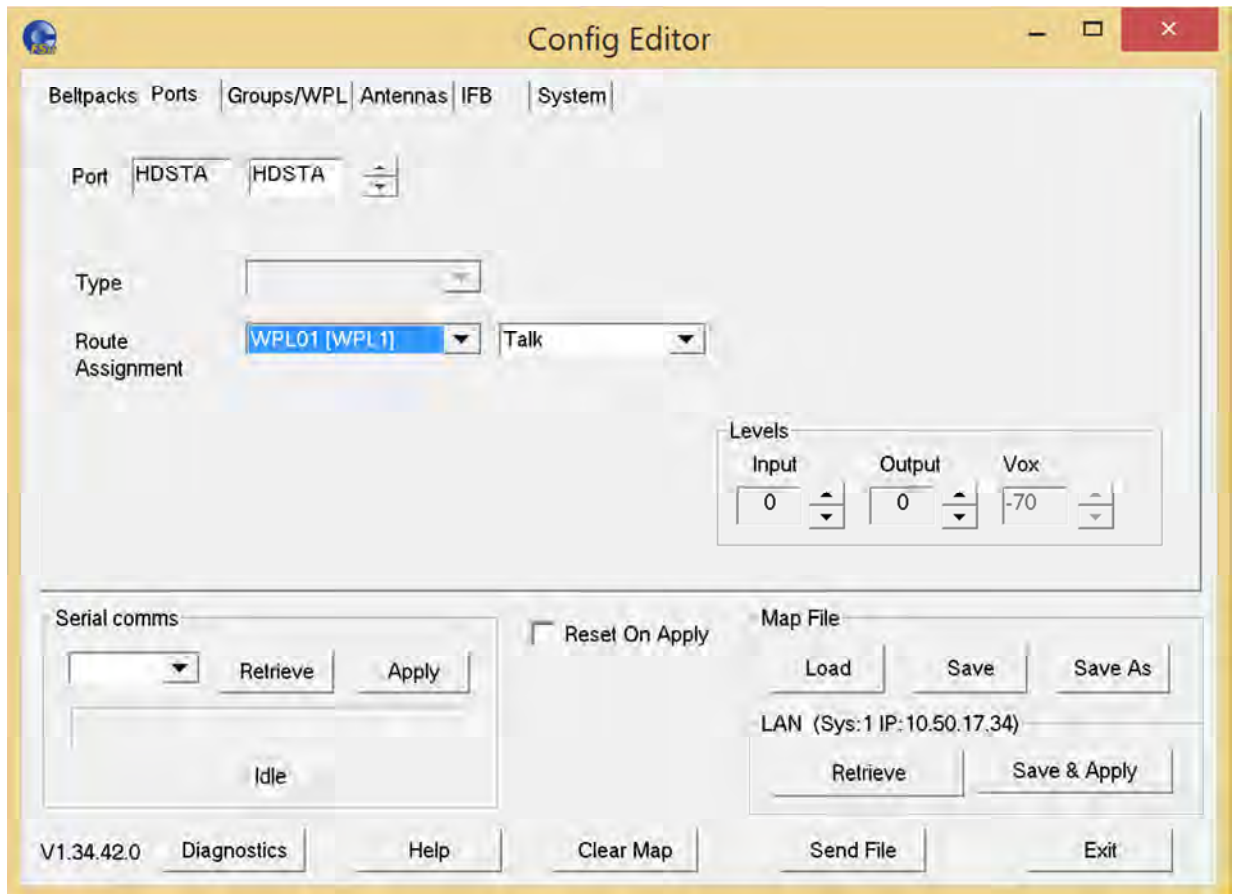 Config Editor
Beltpacks Ports Groups/WPL Antennas IFB System
Port HDSTA HDSTA
Type
Route Assignment WPL01 [WPL1] Talk
Levels
Input Output Vox
0 0 -70
Serial comms
Retrieve Apply
Idle
Reset On Apply
Map File
Load Save Save As
LAN (Sys:1 IP:10.50.17.34)
Retrieve Save & Apply
V1.34.42.0 Diagnostics Help Clear Map Send File Exit